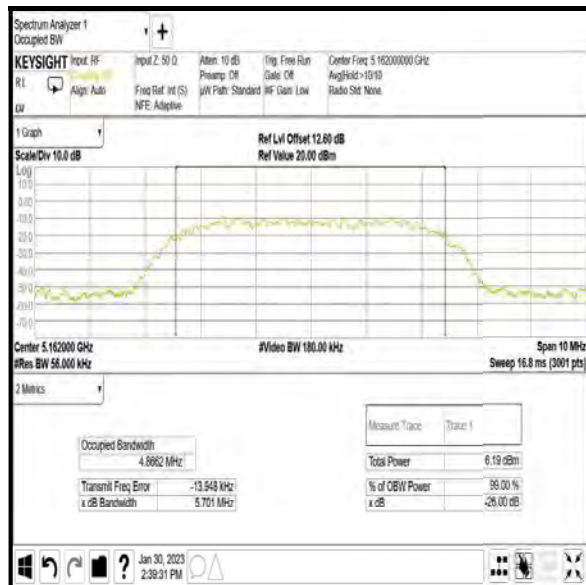 Spectrum Analyzer 1
Occupied BW
KEYSIGHT Input: RF
R L
Align: Auto
Input Z: 50 Ω
Freq Ref: Int (S)
NFE: Adaptive
Atten: 10 dB
Preamp: Off
µW Path: Standard
Trig: Free Run
Gate: Off
#IF Gain: Low
Center Freq: 5.162000000 GHz
Avg|Hold:>10/10
Radio Std: None
1 Graph
Scale/Div 10.0 dB
Ref Lvl Offset 12.60 dB
Ref Value 20.00 dBm
Log
10.0
0.00
-10.0
-20.0
-30.0
-40.0
-50.0
-60.0
-70.0
Center 5.162000 GHz
#Res BW 56.000 kHz
#Video BW 180.00 kHz
Span 10 MHz
Sweep 16.8 ms (3001 pts)
2 Metrics
Occupied Bandwidth
4.8662 MHz
Transmit Freq Error -13.948 kHz
x dB Bandwidth 5.701 MHz
Measure Trace Trace 1
Total Power 6.19 dBm
% of OBW Power 99.00 %
x dB -26.00 dB
Jan 30, 2023
2:39:31 PM